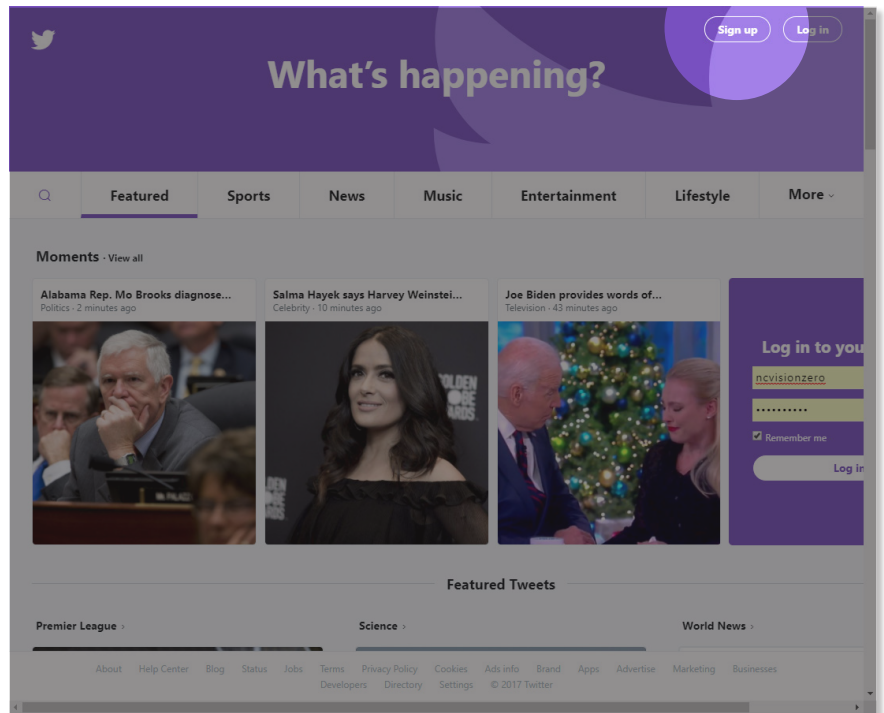 Sign up Log in
What's happening?
Featured Sports News Music Entertainment Lifestyle More
Moments · View all
Alabama Rep. Mo Brooks diagnose...
Politics · 2 minutes ago
Salma Hayek says Harvey Weinstei...
Celebrity · 10 minutes ago
Joe Biden provides words of...
Television · 43 minutes ago
Log in to you
ncvisionzero
••••••••••
Remember me
Log in
Featured Tweets
Premier League › Science › World News ›
About Help Center Blog Status Jobs Terms Privacy Policy Cookies Ads info Brand Apps Advertise Marketing Businesses
Developers Directory Settings © 2017 Twitter